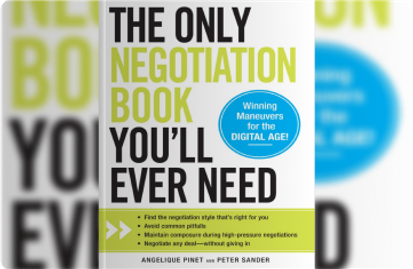 THE ONLY
NEGOTIATION
BOOK
YOU'LL
EVER NEED
Winning
Maneuvers
for the
DIGITAL AGE!
• Find the negotiation style that's right for you
• Avoid common pitfalls
• Maintain composure during high-pressure negotiations
• Negotiate any deal—without giving in
ANGELIQUE PINET AND PETER SANDER